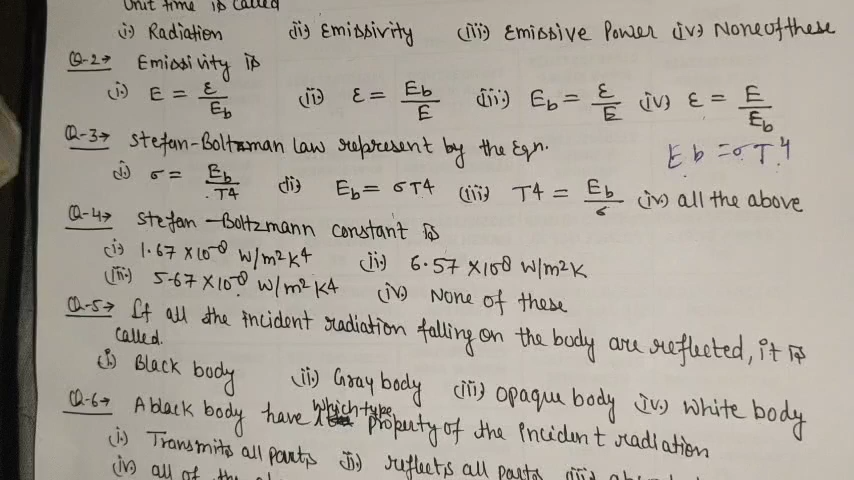 Unit time is called
(i) Radiation (ii) Emissivity (iii) Emissive Power (iv) None of these
Q-2→ Emissivity is
(i) E = ε/Eb (ii) ε = Eb/E (iii) Eb = ε/E (iv) ε = E/Eb
Q-3→ Stefan-Boltzman law represent by the Eqn.
Eb = σT4
(i) σ = Eb/T4 (ii) Eb = σT4 (iii) T4 = Eb/σ (iv) all the above
Q-4→ Stefan-Boltzmann constant is
(i) 1.67 × 10-8 W/m2K4 (ii) 6.57 × 10-8 W/m2K
(iii) 5.67 × 10-8 W/m2K4 (iv) None of these
Q-5→ If all the incident radiation falling on the body are reflected, it is
called.
(i) Black body (ii) Gray body (iii) opaque body (iv) White body
Q-6→ A black body have which type property of the incident radiation
(i) Transmits all parts (ii) reflects all parts (iii)
(iv) all of the